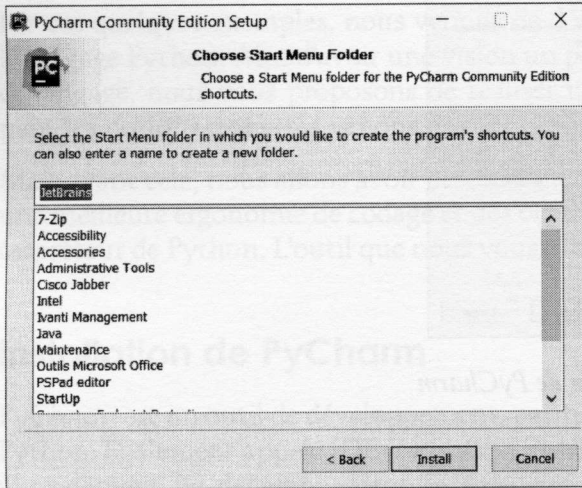 PyCharm Community Edition Setup
PC
Choose Start Menu Folder
Choose a Start Menu folder for the PyCharm Community Edition
shortcuts.
Select the Start Menu folder in which you would like to create the program's shortcuts. You
can also enter a name to create a new folder.
JetBrains
7-Zip
Accessibility
Accessories
Administrative Tools
Cisco Jabber
Intel
Ivanti Management
Java
Maintenance
Outils Microsoft Office
PSPad editor
StartUp
< Back
Install
Cancel